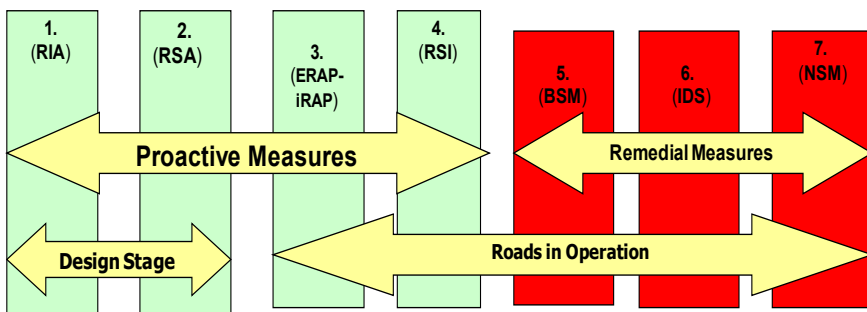 1.
(RIA)
2.
(RSA)
3.
(ERAP-
iRAP)
4.
(RSI)
5.
(BSM)
6.
(IDS)
7.
(NSM)
Proactive Measures
Remedial Measures
Design Stage
Roads in Operation